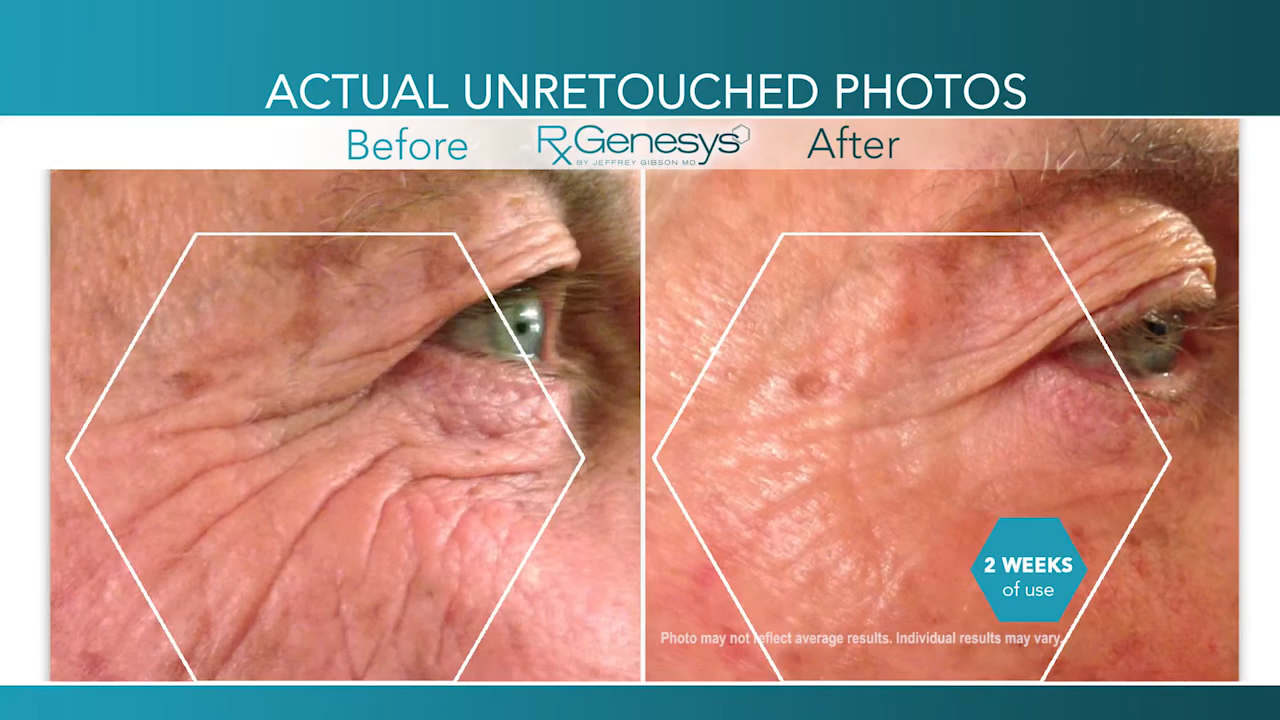 ACTUAL UNRETOUCHED PHOTOS
Before
RxGenesys
BY JEFFREY GIBSON MD
After
2 WEEKS
of use
Photo may not reflect average results. Individual results may vary.